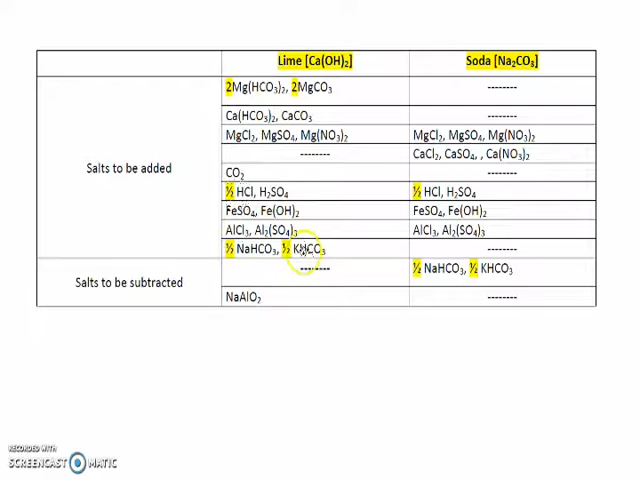 Lime [Ca(OH)2] Soda [Na2CO3]
2Mg(HCO3)2, 2MgCO3 --------
Ca(HCO3)2, CaCO3 --------
MgCl2, MgSO4, Mg(NO3)2 MgCl2, MgSO4, Mg(NO3)2
-------- CaCl2, CaSO4, , Ca(NO3)2
Salts to be added
CO2
½ HCl, H2SO4 ½ HCl, H2SO4
FeSO4, Fe(OH)2 FeSO4, Fe(OH)2
AlCl3, Al2(SO4)3 AlCl3, Al2(SO4)3
½ NaHCO3, ½ KHCO3 --------
-------- ½ NaHCO3, ½ KHCO3
Salts to be subtracted
NaAlO2 --------
RECORDED WITH
SCREENCAST MATIC